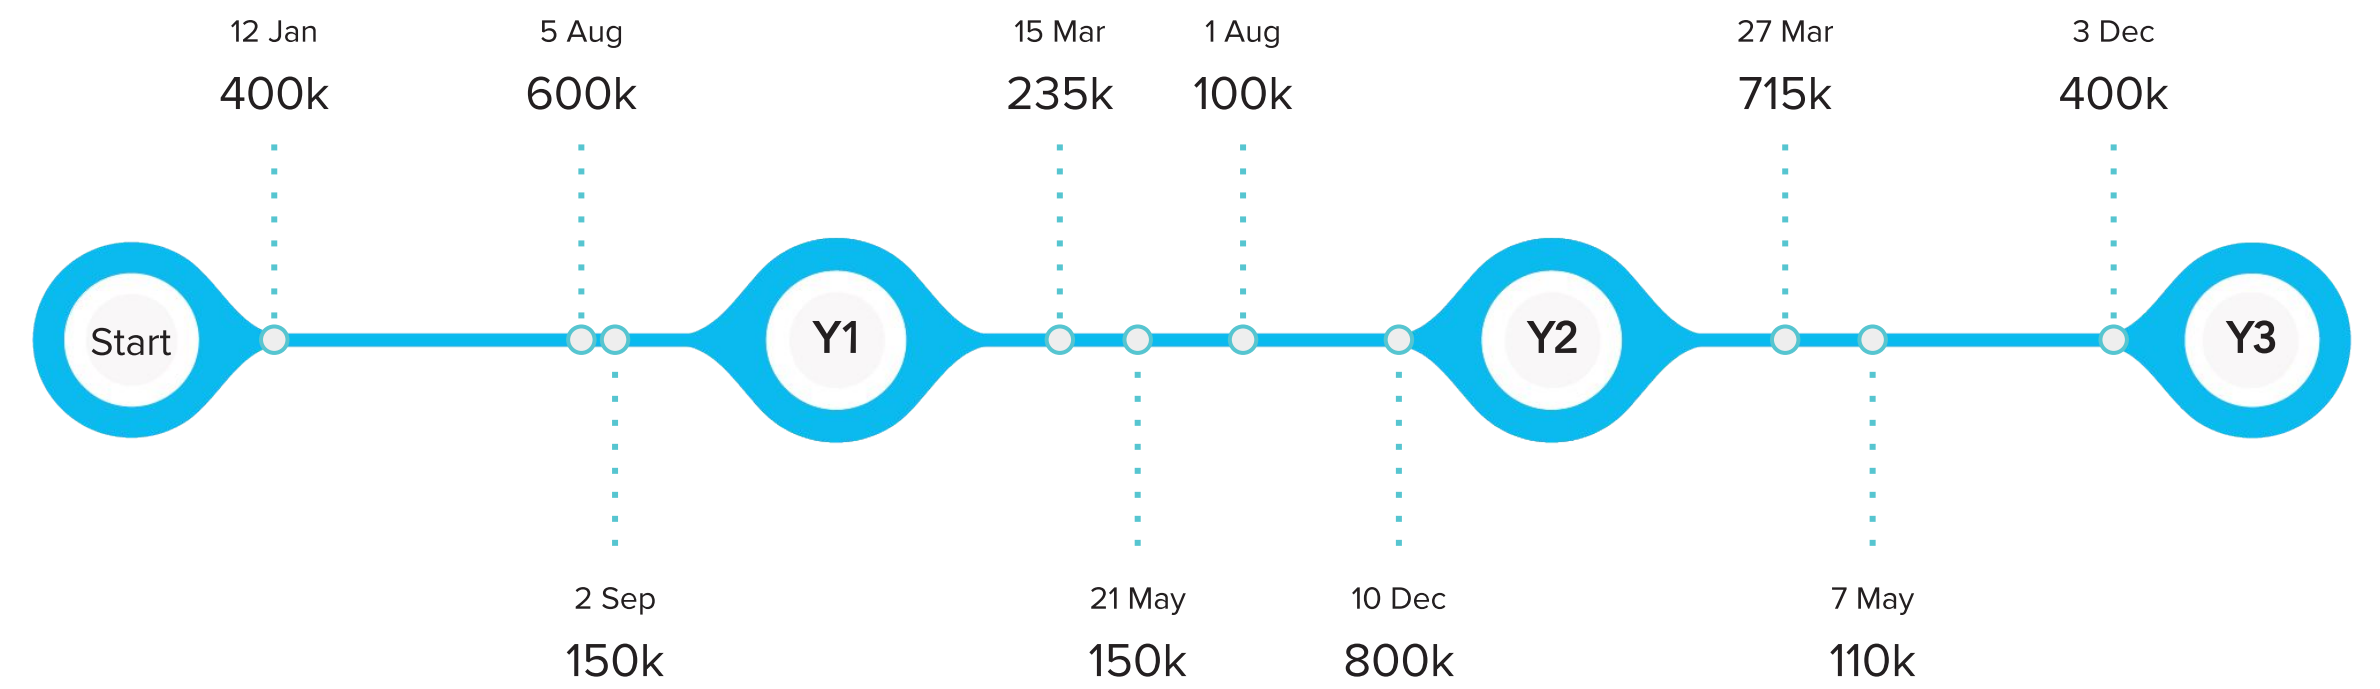 12 Jan
400k
5 Aug
600k
15 Mar
235k
1 Aug
100k
27 Mar
715k
3 Dec
400k
Start
Y1
Y2
Y3
2 Sep
150k
21 May
150k
10 Dec
800k
7 May
110k